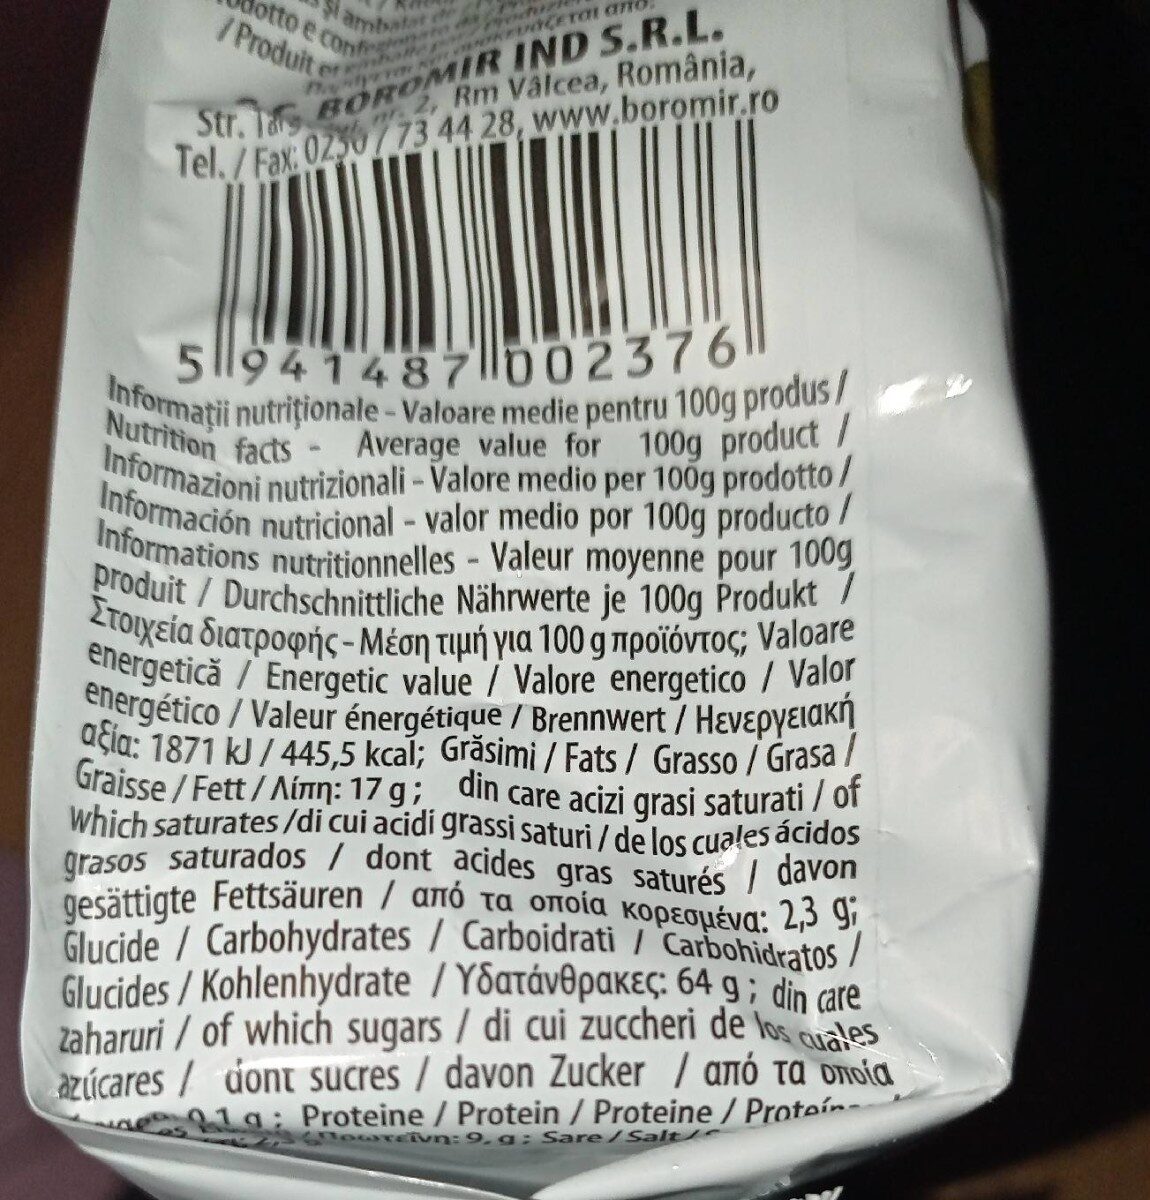 / Produit
BOROMIR IND S.R.L.
Str. 2, Rm Vâlcea, România,
Tel. / Fax: 0250 / 73 44 28, www.boromir.ro
5 941487 002376
Informații nutriționale - Valoare medie pentru 100g produs /
Nutrition facts - Average value for 100g product /
Informazioni nutrizionali - Valore medio per 100g prodotto /
Información nutricional - valor medio por 100g producto /
Informations nutritionnelles - Valeur moyenne pour 100g
produit / Durchschnittliche Nährwerte je 100g Produkt /
Στοιχεία διατροφής - Μέση τιμή για 100 g προϊόντος; Valoare
energetică / Energetic value / Valore energetico / Valor
energético / Valeur énergétique / Brennwert / Ηενεργειακή
αξία: 1871 kJ / 445,5 kcal; Grăsimi / Fats / Grasso / Grasa /
Graisse / Fett / Λίπη: 17 g ; din care acizi grasi saturati / of
which saturates /di cui acidi grassi saturi / de los cuales ácidos
grasos saturados / dont acides gras saturés / davon
gesättigte Fettsäuren / από τα οποία κορεσμένα: 2,3 g;
Glucide / Carbohydrates / Carboidrati / Carbohidratos /
Glucides / Kohlenhydrate / Υδατάνθρακες: 64 g ; din care
zaharuri / of which sugars / di cui zuccheri de los cuales
azúcares / dont sucres / davon Zucker / από τα οποία
Proteine / Protein / Proteine /
Sare / Salt /